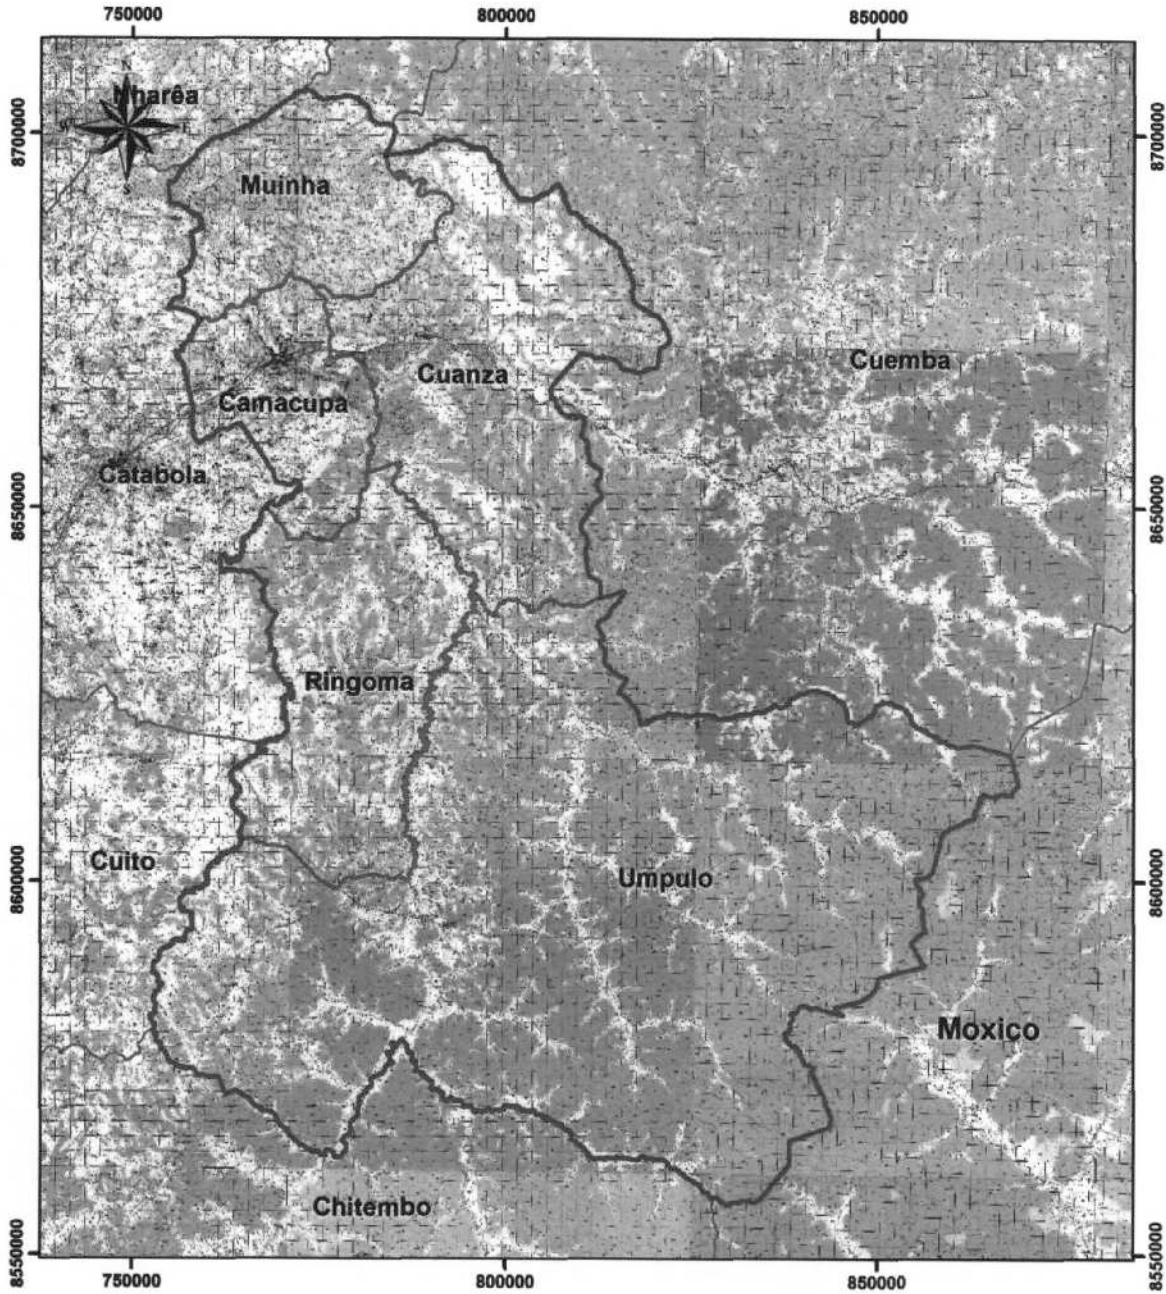 750000
800000
850000
N
Nharêa
W
E
S
8700000
8700000
Muinha
Cuanza
Cuemba
Camacupa
Catabola
8650000
8650000
Ringoma
Cuito
Umpulo
8600000
8600000
Moxico
Chitembo
8550000
8550000
750000
800000
850000